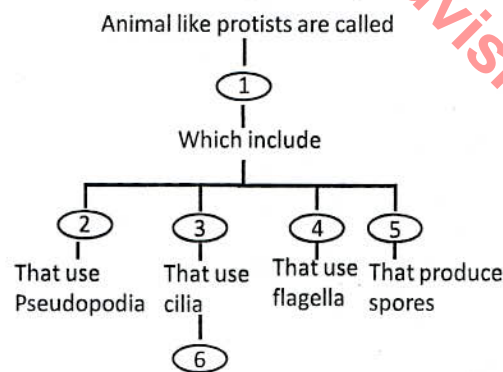 Animal like protists are called
1
Which include
2 3 4 5
That use Pseudopodia
That use cilia
That use flagella
That produce spores
6